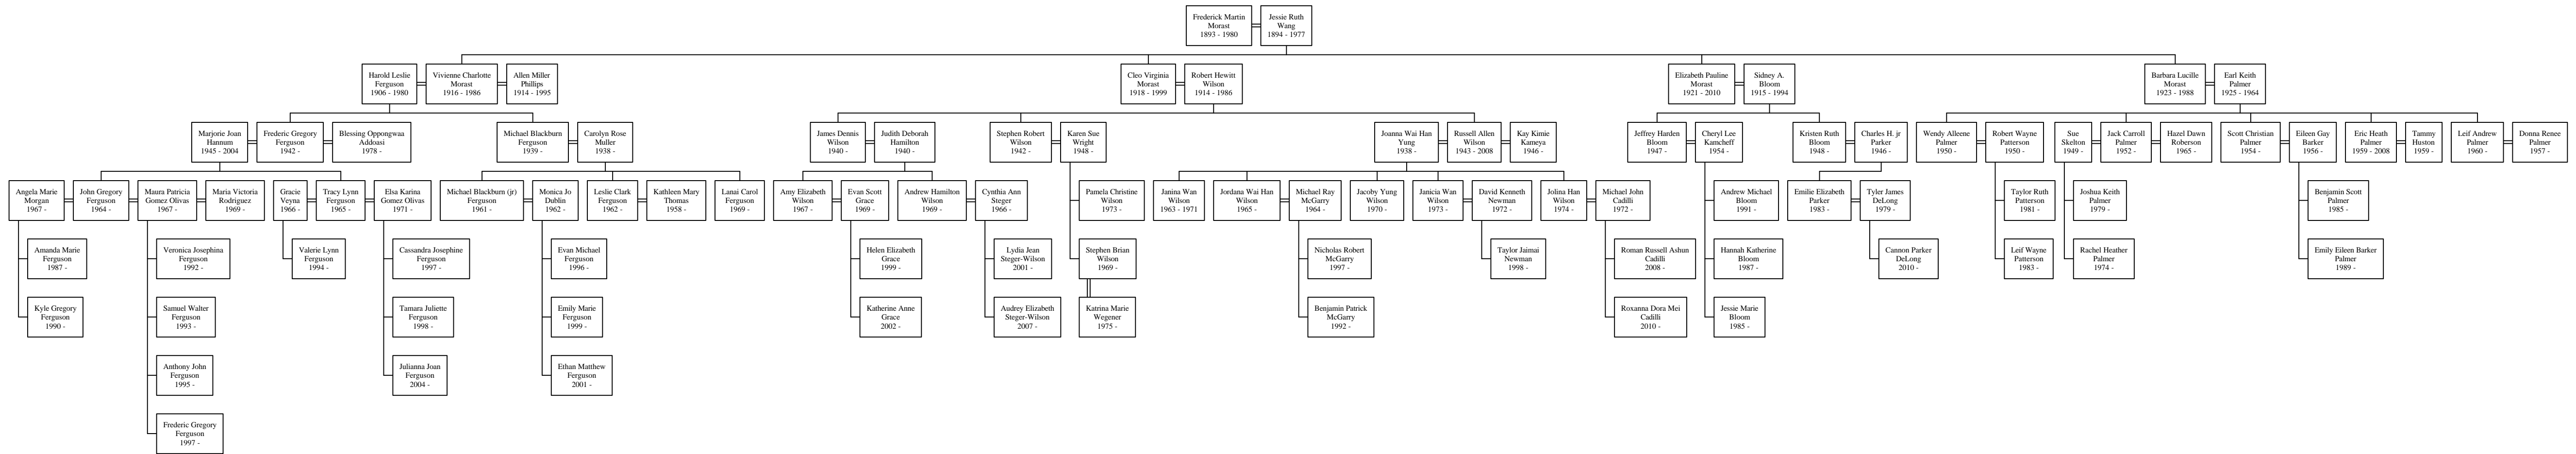 Frederick Martin
Morast
1893 - 1980
Jessie Ruth
Wang
1894 - 1977
Harold Leslie
Ferguson
1906 - 1980
Vivienne Charlotte
Morast
1916 - 1986
Allen Miller
Phillips
1914 - 1995
Cleo Virginia
Morast
1918 - 1999
Robert Hewitt
Wilson
1914 - 1986
Elizabeth Pauline
Morast
1921 - 2010
Sidney A.
Bloom
1915 - 1994
Barbara Lucille
Morast
1923 - 1988
Earl Keith
Palmer
1925 - 1964
Marjorie Joan
Hannum
1945 - 2004
Frederic Gregory
Ferguson
1942 -
Blessing Oppongwaa
Addoasi
1978 -
Michael Blackburn
Ferguson
1939 -
Carolyn Rose
Muller
1938 -
James Dennis
Wilson
1940 -
Judith Deborah
Hamilton
1940 -
Stephen Robert
Wilson
1942 -
Karen Sue
Wright
1948 -
Joanna Wai Han
Yung
1938 -
Russell Allen
Wilson
1943 - 2008
Kay Kimie
Kameya
1946 -
Jeffrey Harden
Bloom
1947 -
Cheryl Lee
Kamcheff
1954 -
Kristen Ruth
Bloom
1948 -
Charles H. jr
Parker
1946 -
Wendy Alleene
Palmer
1950 -
Robert Wayne
Patterson
1950 -
Sue
Skelton
1949 -
Jack Carroll
Palmer
1952 -
Hazel Dawn
Roberson
1965 -
Scott Christian
Palmer
1954 -
Eileen Gay
Barker
1956 -
Eric Heath
Palmer
1959 - 2008
Tammy
Huston
1959 -
Leif Andrew
Palmer
1960 -
Donna Renee
Palmer
1957 -
Angela Marie
Morgan
1967 -
John Gregory
Ferguson
1964 -
Maura Patricia
Gomez Olivas
1967 -
Maria Victoria
Rodriguez
1969 -
Gracie
Veyna
1966 -
Tracy Lynn
Ferguson
1965 -
Elsa Karina
Gomez Olivas
1971 -
Michael Blackburn (jr)
Ferguson
1961 -
Monica Jo
Dublin
1962 -
Leslie Clark
Ferguson
1962 -
Kathleen Mary
Thomas
1958 -
Lanai Carol
Ferguson
1969 -
Amy Elizabeth
Wilson
1967 -
Evan Scott
Grace
1969 -
Andrew Hamilton
Wilson
1969 -
Cynthia Ann
Steger
1966 -
Pamela Christine
Wilson
1973 -
Janina Wan
Wilson
1963 - 1971
Jordana Wai Han
Wilson
1965 -
Michael Ray
McGarry
1964 -
Jacoby Yung
Wilson
1970 -
Janicia Wan
Wilson
1973 -
David Kenneth
Newman
1972 -
Jolina Han
Wilson
1974 -
Michael John
Cadilli
1972 -
Andrew Michael
Bloom
1991 -
Emilie Elizabeth
Parker
1983 -
Tyler James
DeLong
1979 -
Taylor Ruth
Patterson
1981 -
Joshua Keith
Palmer
1979 -
Benjamin Scott
Palmer
1985 -
Amanda Marie
Ferguson
1987 -
Veronica Josephina
Ferguson
1992 -
Valerie Lynn
Ferguson
1994 -
Cassandra Josephine
Ferguson
1997 -
Evan Michael
Ferguson
1996 -
Helen Elizabeth
Grace
1999 -
Lydia Jean
Steger-Wilson
2001 -
Stephen Brian
Wilson
1969 -
Nicholas Robert
McGarry
1997 -
Taylor Jaimai
Newman
1998 -
Roman Russell Ashun
Cadilli
2008 -
Hannah Katherine
Bloom
1987 -
Cannon Parker
DeLong
2010 -
Leif Wayne
Patterson
1983 -
Rachel Heather
Palmer
1974 -
Emily Eileen Barker
Palmer
1989 -
Kyle Gregory
Ferguson
1990 -
Samuel Walter
Ferguson
1993 -
Tamara Juliette
Ferguson
1998 -
Emily Marie
Ferguson
1999 -
Katherine Anne
Grace
2002 -
Audrey Elizabeth
Steger-Wilson
2007 -
Katrina Marie
Wegener
1975 -
Benjamin Patrick
McGarry
1992 -
Roxanna Dora Mei
Cadilli
2010 -
Jessie Marie
Bloom
1985 -
Anthony John
Ferguson
1995 -
Julianna Joan
Ferguson
2004 -
Ethan Matthew
Ferguson
2001 -
Frederic Gregory
Ferguson
1997 -